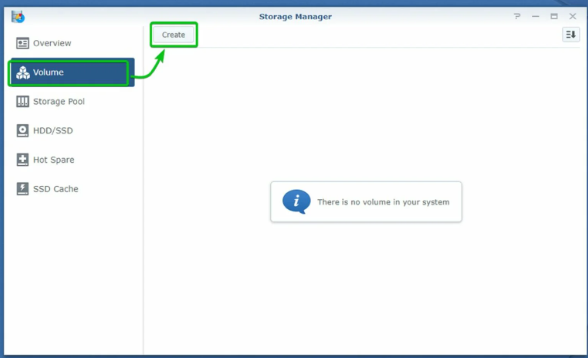 Storage Manager
Overview
Create
Volume
Storage Pool
HDD/SSD
Hot Spare
SSD Cache
There is no volume in your system